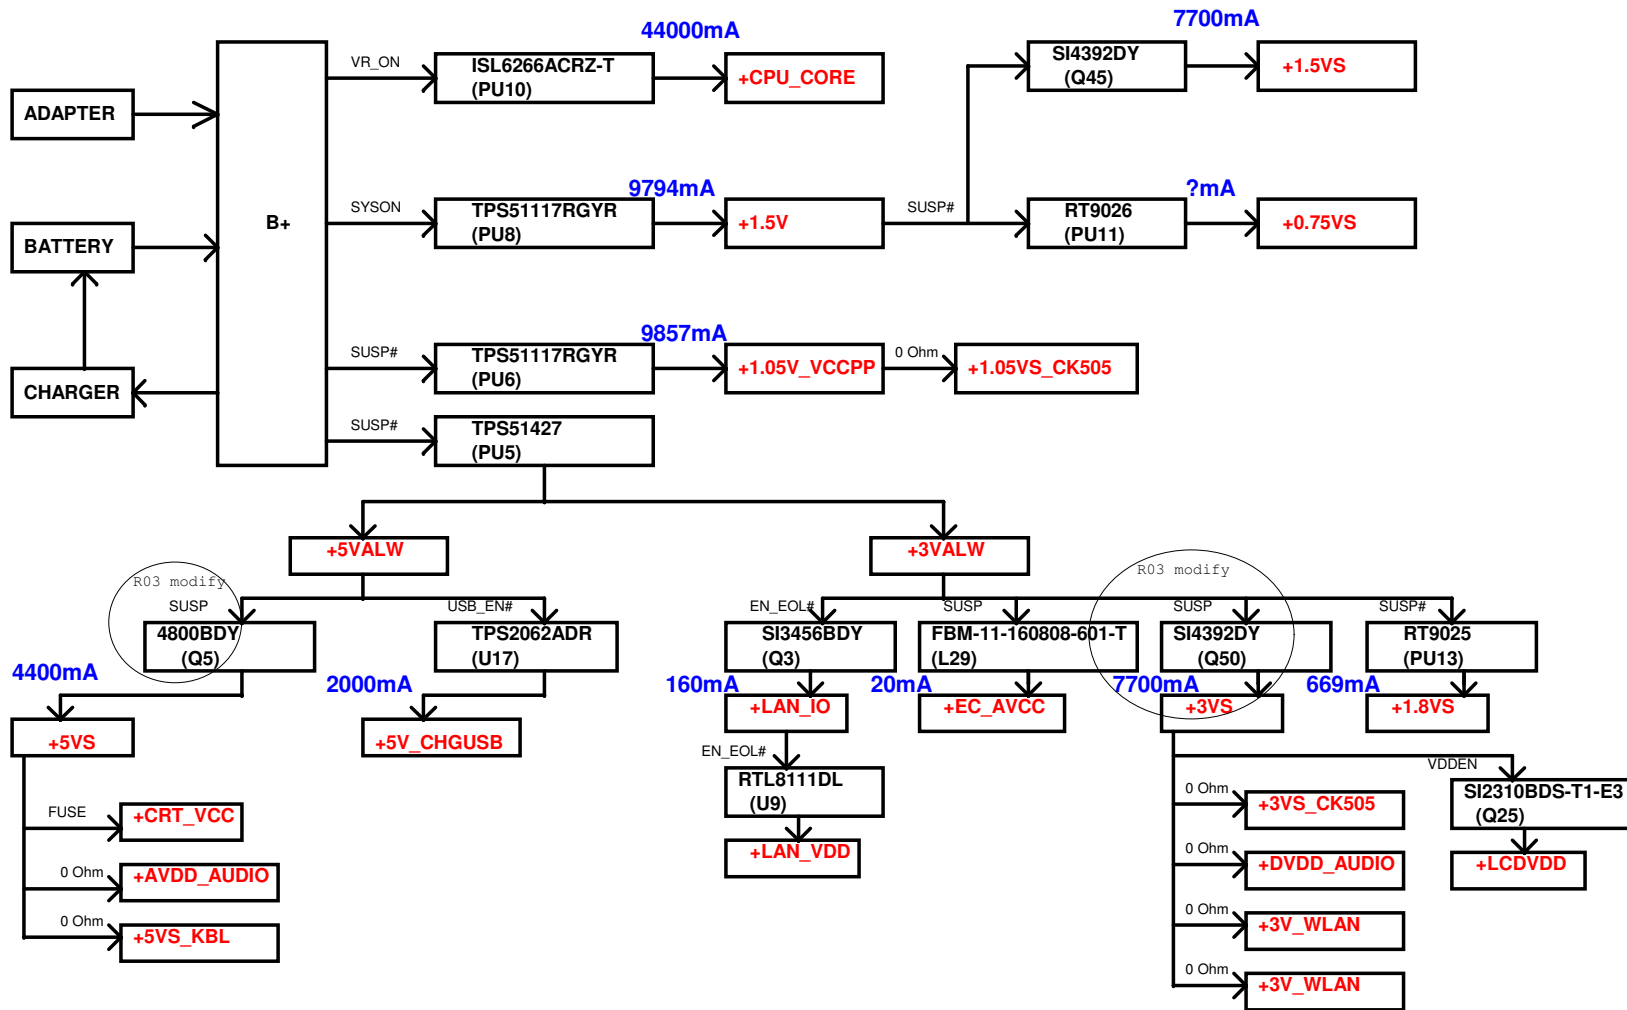 44000mA
7700mA
VR_ON
ISL6266ACRZ-T
(PU10)
+CPU_CORE
SI4392DY
(Q45)
+1.5VS
ADAPTER
B+
SYSON
TPS51117RGYR
(PU8)
9794mA
+1.5V
SUSP#
RT9026
(PU11)
?mA
+0.75VS
BATTERY
9857mA
SUSP#
TPS51117RGYR
(PU6)
+1.05V_VCCPP
0 Ohm
+1.05VS_CK505
CHARGER
SUSP#
TPS51427
(PU5)
+5VALW
+3VALW
R03 modify
R03 modify
SUSP
4800BDY
(Q5)
USB_EN#
TPS2062ADR
(U17)
EN_EOL#
SI3456BDY
(Q3)
SUSP
FBM-11-160808-601-T
(L29)
SUSP
SI4392DY
(Q50)
SUSP#
RT9025
(PU13)
4400mA
2000mA
160mA
20mA
7700mA
669mA
+5VS
+5V_CHGUSB
+LAN_IO
+EC_AVCC
+3VS
+1.8VS
EN_EOL#
RTL8111DL
(U9)
+LAN_VDD
VDDEN
SI2310BDS-T1-E3
(Q25)
+LCDVDD
FUSE
+CRT_VCC
0 Ohm
+AVDD_AUDIO
0 Ohm
+5VS_KBL
0 Ohm
+3VS_CK505
0 Ohm
+DVDD_AUDIO
0 Ohm
+3V_WLAN
0 Ohm
+3V_WLAN